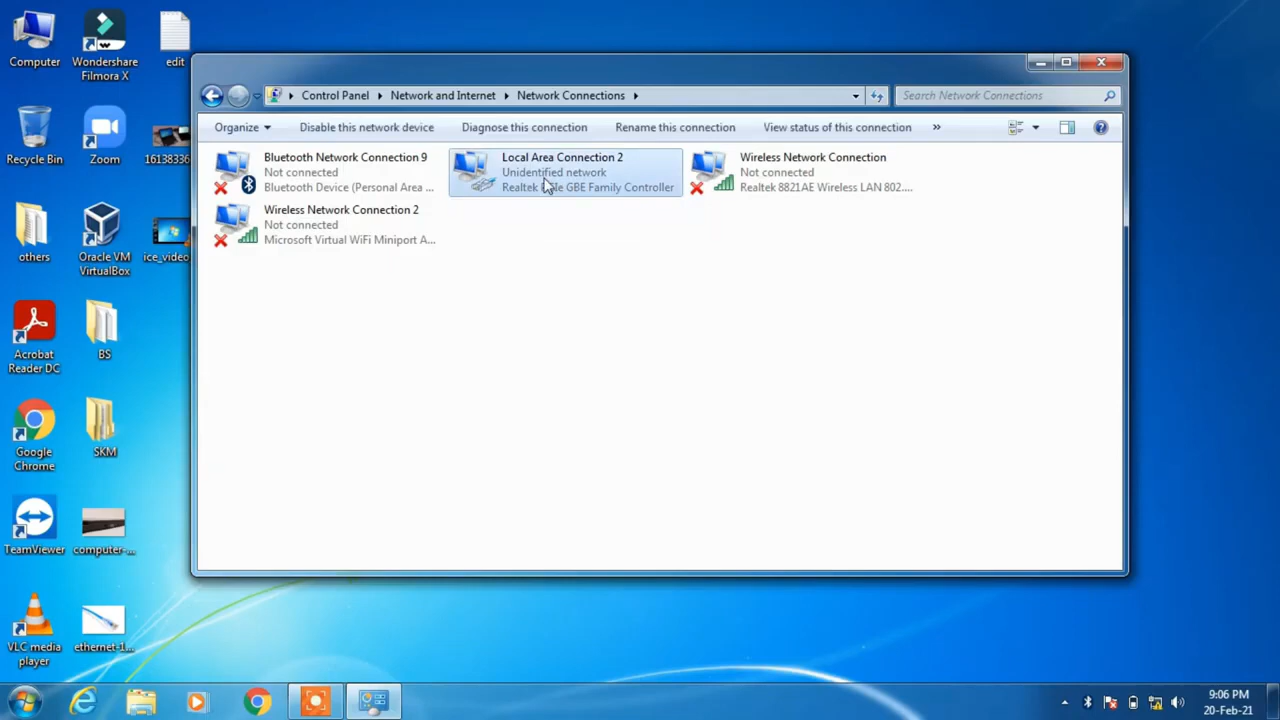 Computer
Wondershare
Filmora X
edit
Recycle Bin
Zoom
16138336
others
Oracle VM
VirtualBox
ice_video
Acrobat
Reader DC
BS
Google
Chrome
SKM
TeamViewer
computer-...
VLC media
player
ethernet-1...
Control Panel
Network and Internet
Network Connections
Search Network Connections
Organize
Disable this network device
Diagnose this connection
Rename this connection
View status of this connection
»
Bluetooth Network Connection 9
Not connected
Bluetooth Device (Personal Area ...
Local Area Connection 2
Unidentified network
Realtek GBE Family Controller
Wireless Network Connection
Not connected
Realtek 8821AE Wireless LAN 802....
Wireless Network Connection 2
Not connected
Microsoft Virtual WiFi Miniport A...
9:06 PM
20-Feb-21